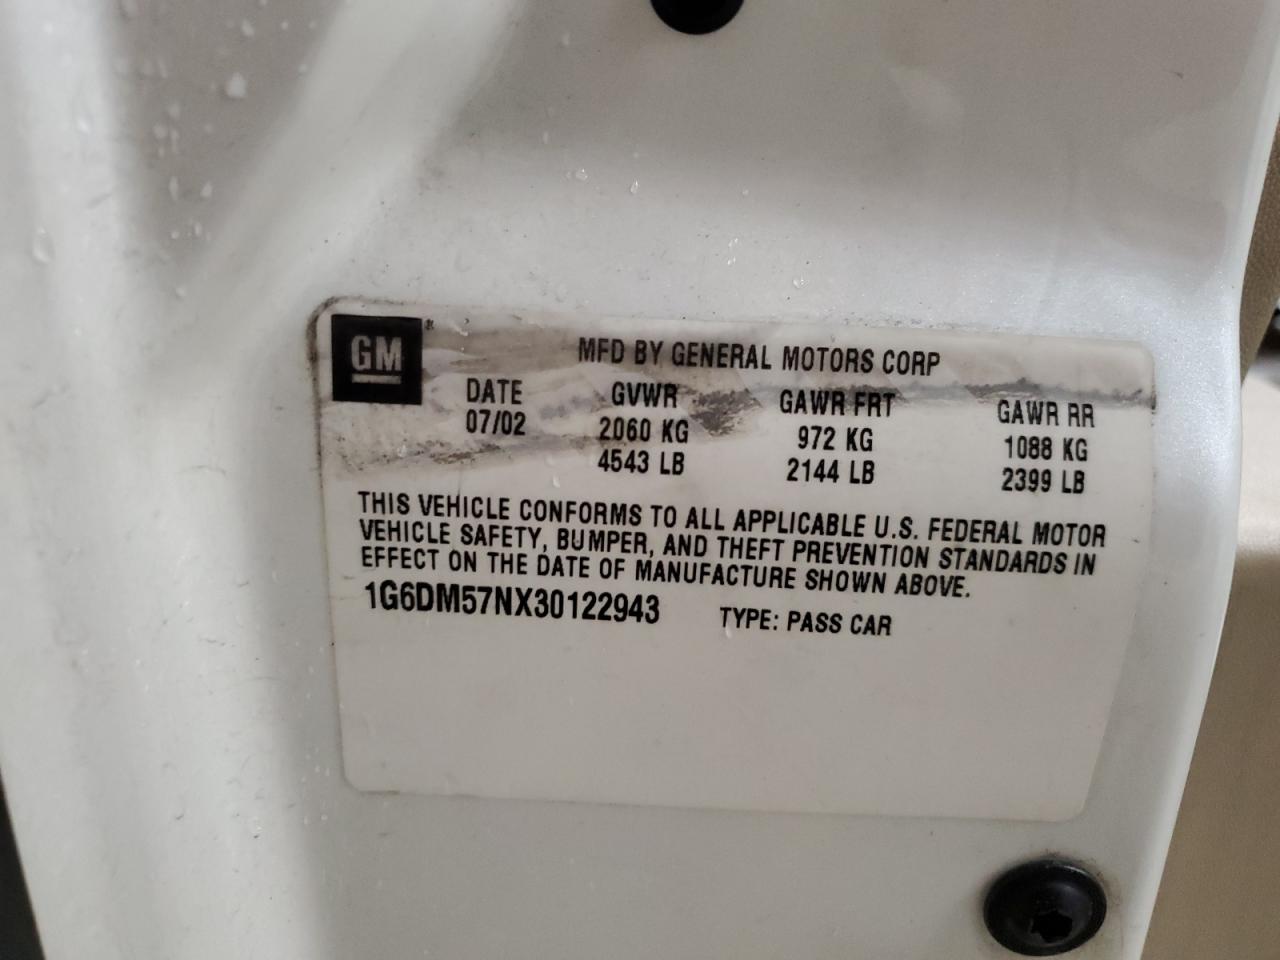 GM®
MFD BY GENERAL MOTORS CORP
DATE GVWR GAWR FRT GAWR RR
07/02 2060 KG 972 KG 1088 KG
4543 LB 2144 LB 2399 LB
THIS VEHICLE CONFORMS TO ALL APPLICABLE U.S. FEDERAL MOTOR
VEHICLE SAFETY, BUMPER, AND THEFT PREVENTION STANDARDS IN
EFFECT ON THE DATE OF MANUFACTURE SHOWN ABOVE.
1G6DM57NX30122943 TYPE: PASS CAR